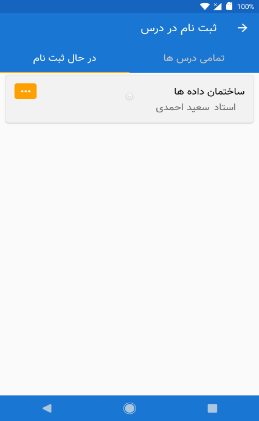 100%
ثبت نام در درس
تمامی درس ها
در حال ثبت نام
ساختمان داده ها
استاد سعید احمدی